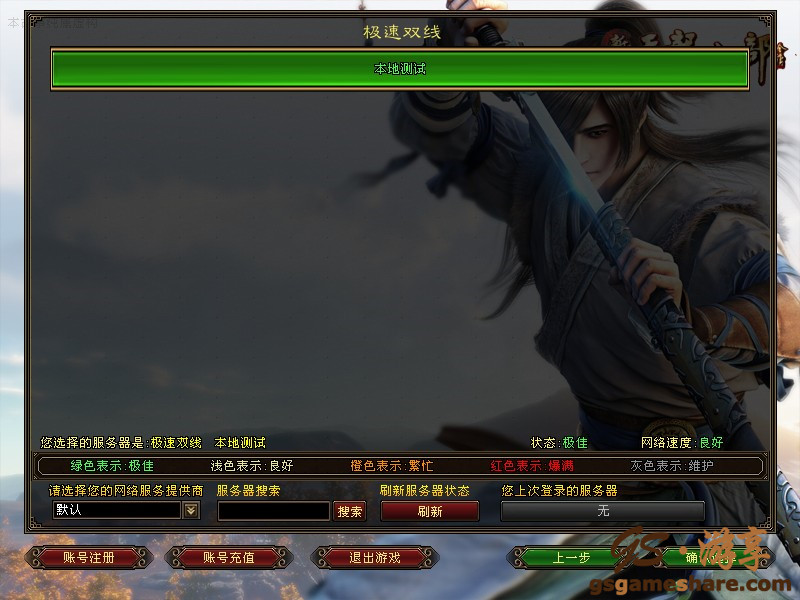 极速双线
本地测试
您选择的服务器是:极速双线 本地测试 状态:极佳 网络速度:良好
绿色表示:极佳 浅色表示:良好 橙色表示:繁忙 红色表示:爆满 灰色表示:维护
请选择您的网络服务提供商 服务器搜索 刷新服务器状态 您上次登录的服务器
默认 搜索 刷新 无
账号注册 账号充值 退出游戏 上一步
GS·游享
gsgameshare.com